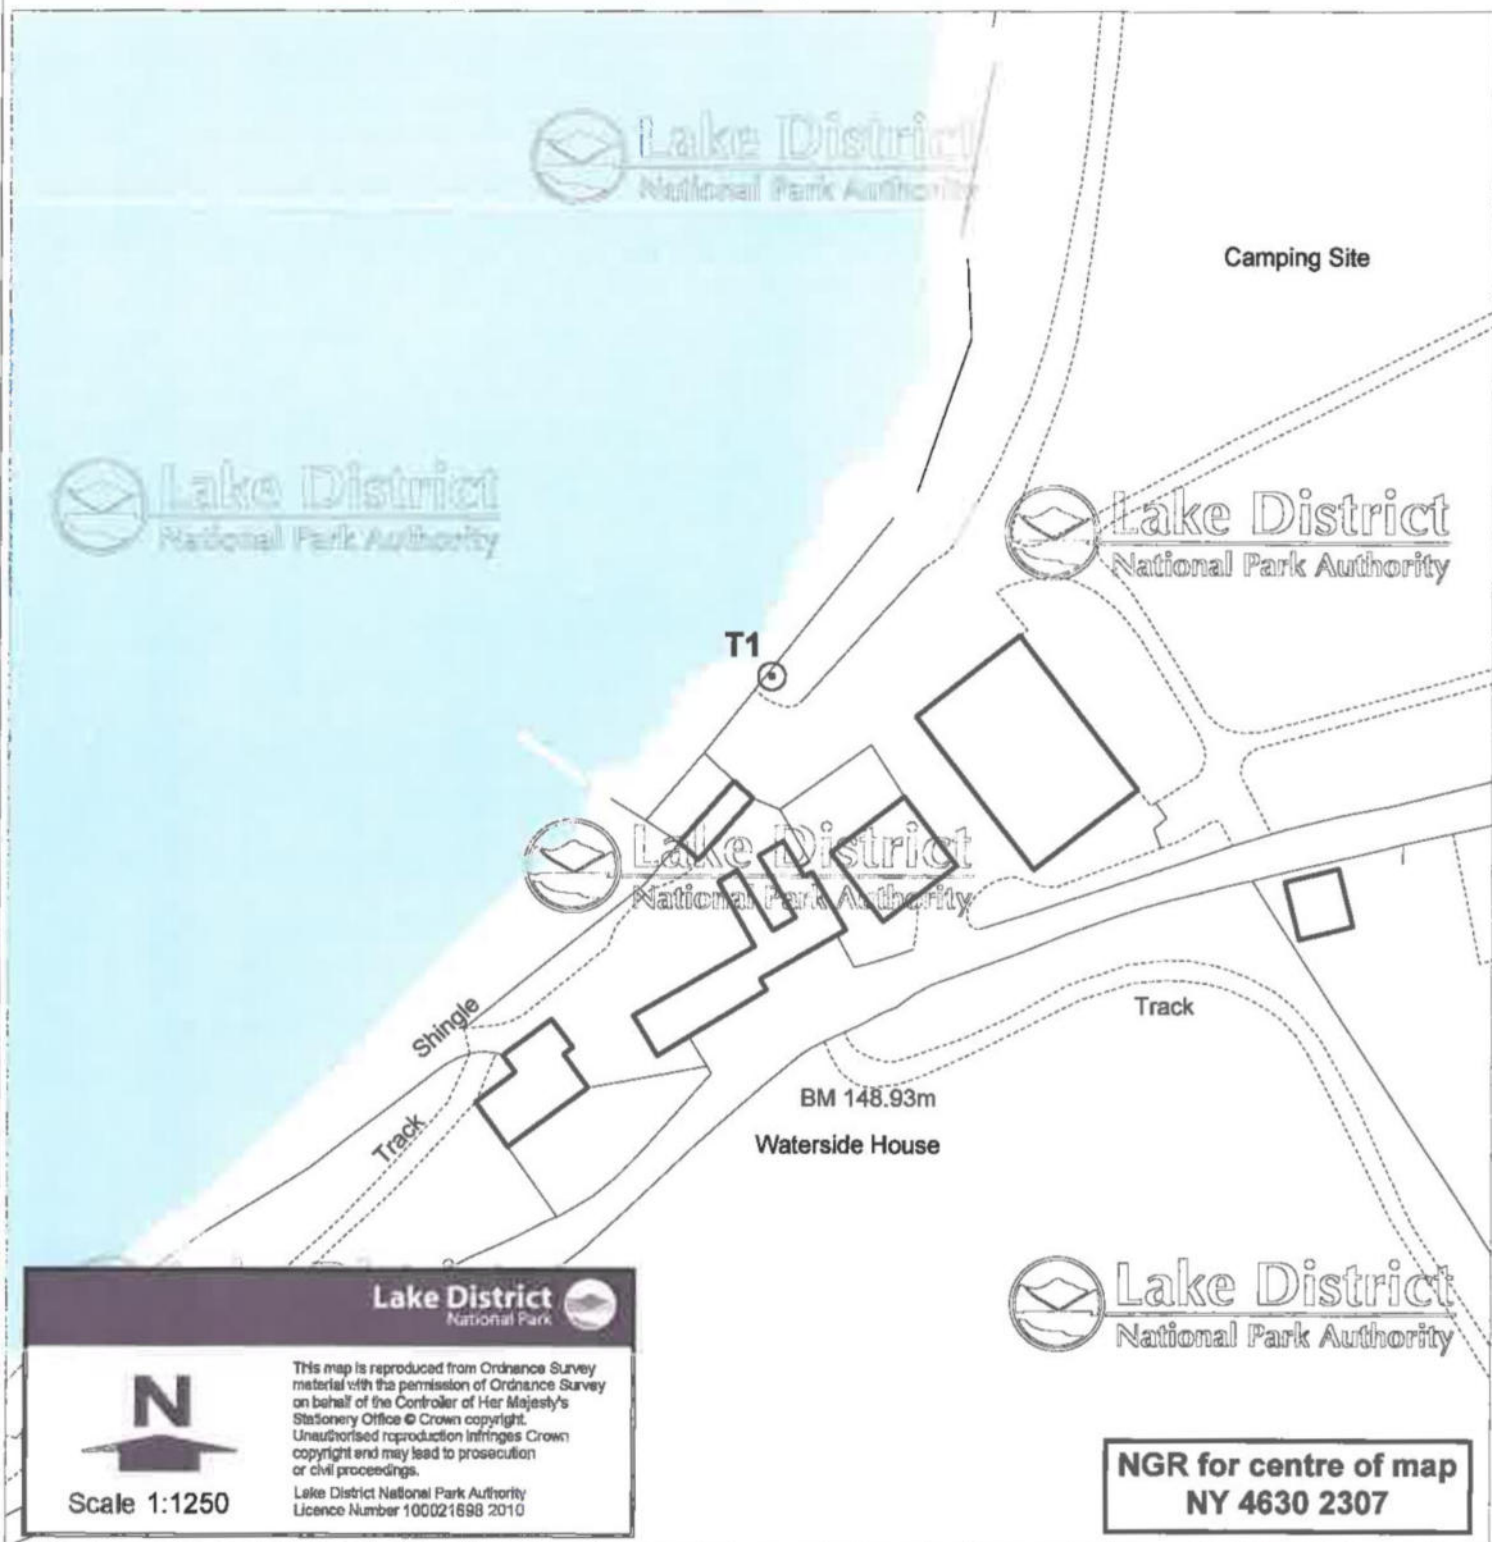 Lake District
National Park Authority
Camping Site
Lake District
National Park Authority
Lake District
National Park Authority
T1
Lake District
National Park Authority
Shingle
Track
Track
BM 148.93m
Waterside House
Lake District
National Park Authority
Lake District
National Park
N
Scale 1:1250
This map is reproduced from Ordnance Survey
material with the permission of Ordnance Survey
on behalf of the Controller of Her Majesty's
Stationery Office © Crown copyright.
Unauthorised reproduction infringes Crown
copyright and may lead to prosecution
or civil proceedings.
Lake District National Park Authority
Licence Number 100021698 2010
NGR for centre of map
NY 4630 2307